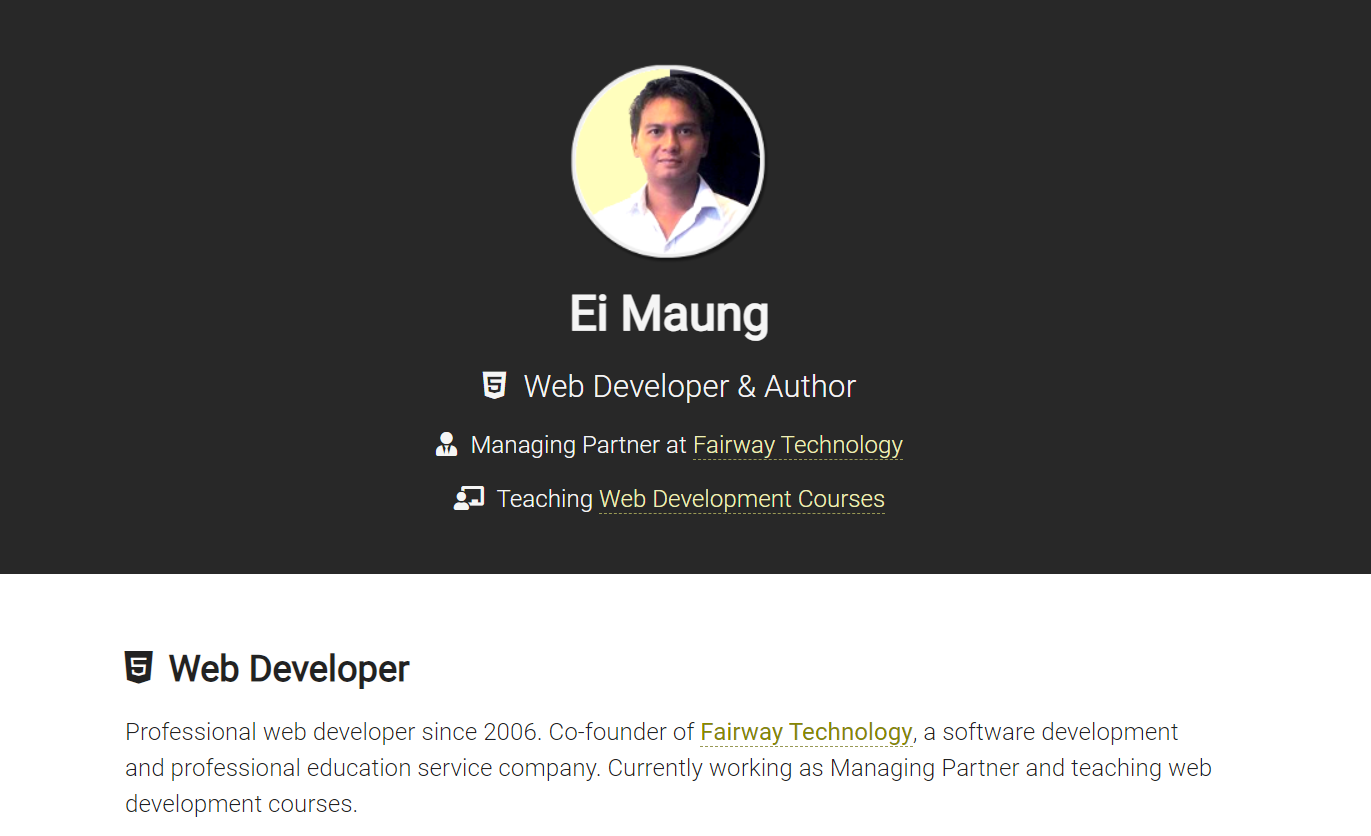 Ei Maung
Web Developer & Author
Managing Partner at Fairway Technology
Teaching Web Development Courses
Web Developer
Professional web developer since 2006. Co-founder of Fairway Technology, a software development
and professional education service company. Currently working as Managing Partner and teaching web
development courses.